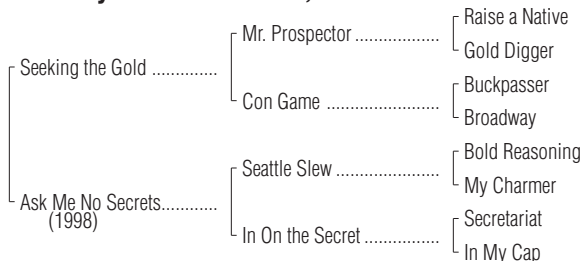 Raise a Native
Mr. Prospector ..................
Gold Digger
Seeking the Gold ..............
Buckpasser
Con Game ........................
Broadway
Bold Reasoning
Seattle Slew ......................
My Charmer
Ask Me No Secrets............
(1998)
Secretariat
In On the Secret ................
In My Cap